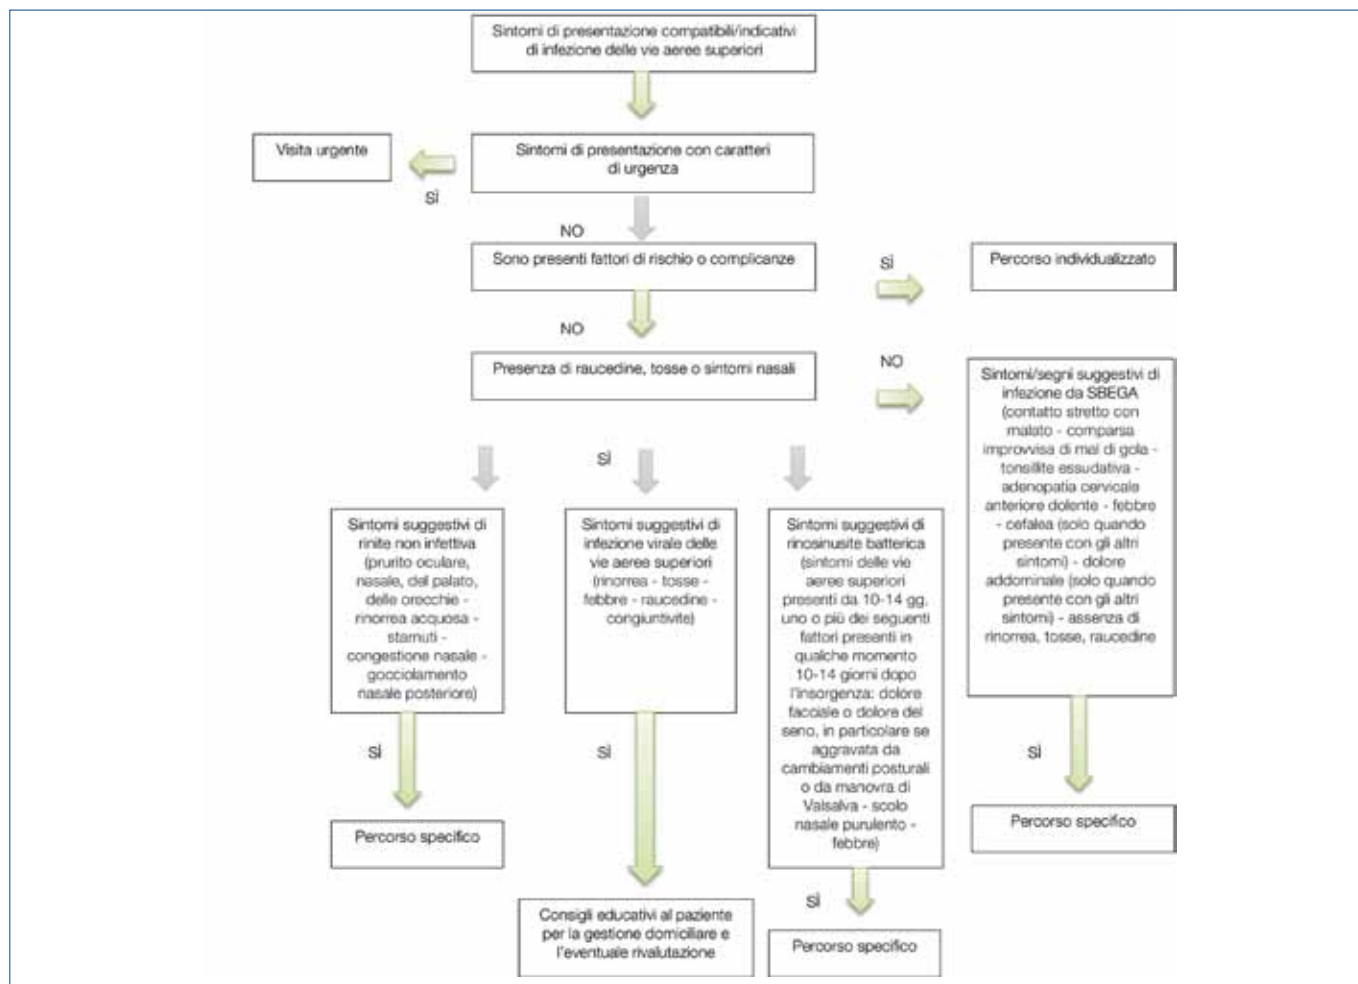 Sintomi di presentazione compatibili/indicativi
di infezione delle vie aeree superiori
Visita urgente
SÌ
Sintomi di presentazione con caratteri
di urgenza
NO
Sono presenti fattori di rischio o complicanze
SÌ
Percorso individualizzato
NO
Presenza di raucedine, tosse o sintomi nasali
NO
Sintomi/segni suggestivi di
infezione da SBEGA
(contatto stretto con
malato - comparsa
improvvisa di mal di gola -
tonsillite essudativa -
adenopatia cervicale
anteriore dolente - febbre
- cefalea (solo quando
presente con gli altri
sintomi) - dolore
addominale (solo quando
presente con gli altri
sintomi) - assenza di
rinorrea, tosse, raucedine
SÌ
Sintomi suggestivi di
rinite non infettiva
(prurito oculare,
nasale, del palato,
delle orecchie -
rinorrea acquosa -
starnuti -
congestione nasale -
gocciolamento
nasale posteriore)
Sintomi suggestivi di
infezione virale delle
vie aeree superiori
(rinorrea - tosse -
febbre - raucedine -
congiuntivite)
Sintomi suggestivi di
rinosinusite batterica
(sintomi delle vie
aeree superiori
presenti da 10-14 gg,
uno o più dei seguenti
fattori presenti in
qualche momento
10-14 giorni dopo
l'insorgenza: dolore
facciale o dolore del
seno, in particolare se
aggravata da
cambiamenti posturali
o da manovra di
Valsalva - scolo
nasale purulento -
febbre)
SÌ
SÌ
SÌ
Percorso specifico
Percorso specifico
SÌ
Consigli educativi al paziente
per la gestione domiciliare e
l'eventuale rivalutazione
Percorso specifico